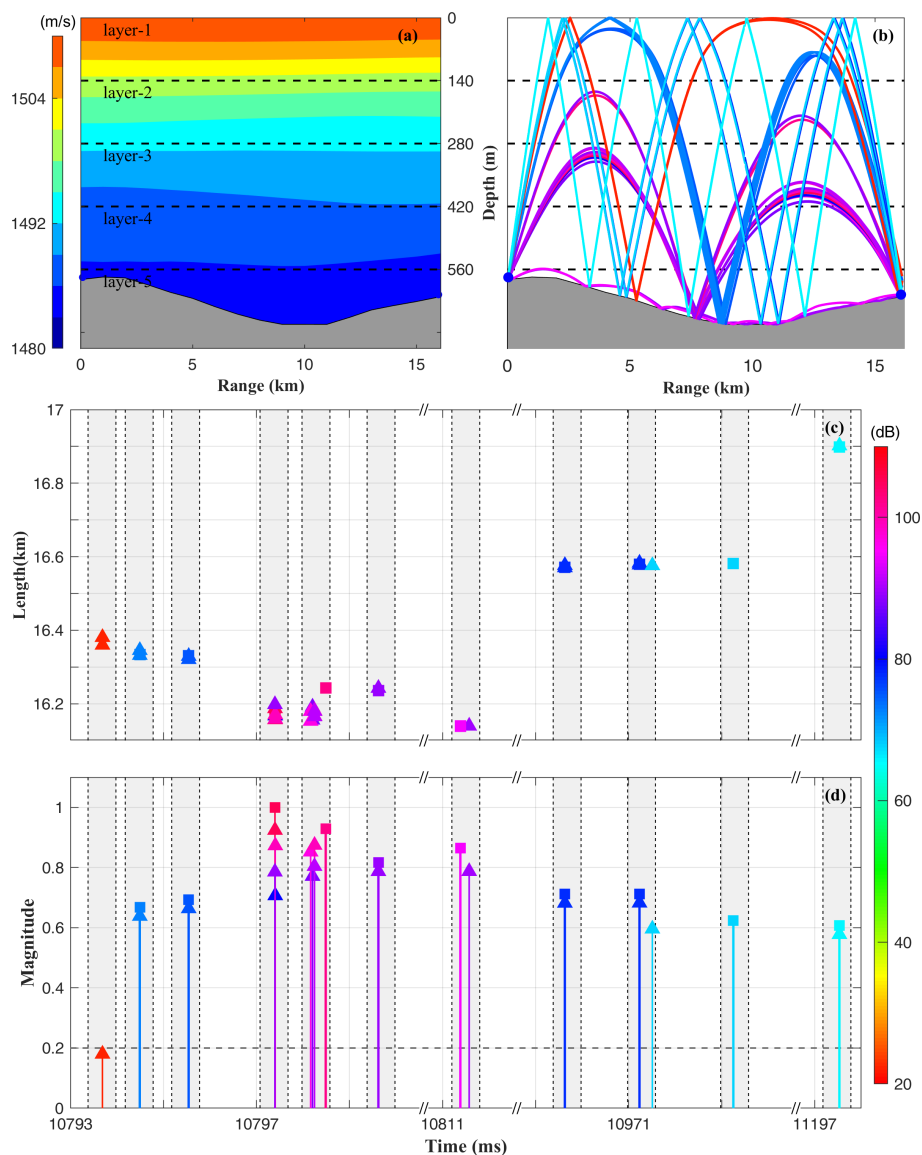 (m/s)
1504
1492
1480
layer-1
(a)
layer-2
layer-3
layer-4
layer-5
0 5 10 15
Range (km)
0
140
280
420
560
Depth (m)
(b)
0 5 10 15
Range (km)
17
16.8
16.6
16.4
16.2
Length(km)
//
//
//
(c)
//
//
//
(dB)
100
80
60
40
20
1
0.8
0.6
0.4
0.2
0
Magnitude
//
//
//
(d)
//
//
//
10793 10797 10811 10971 11197
Time (ms)